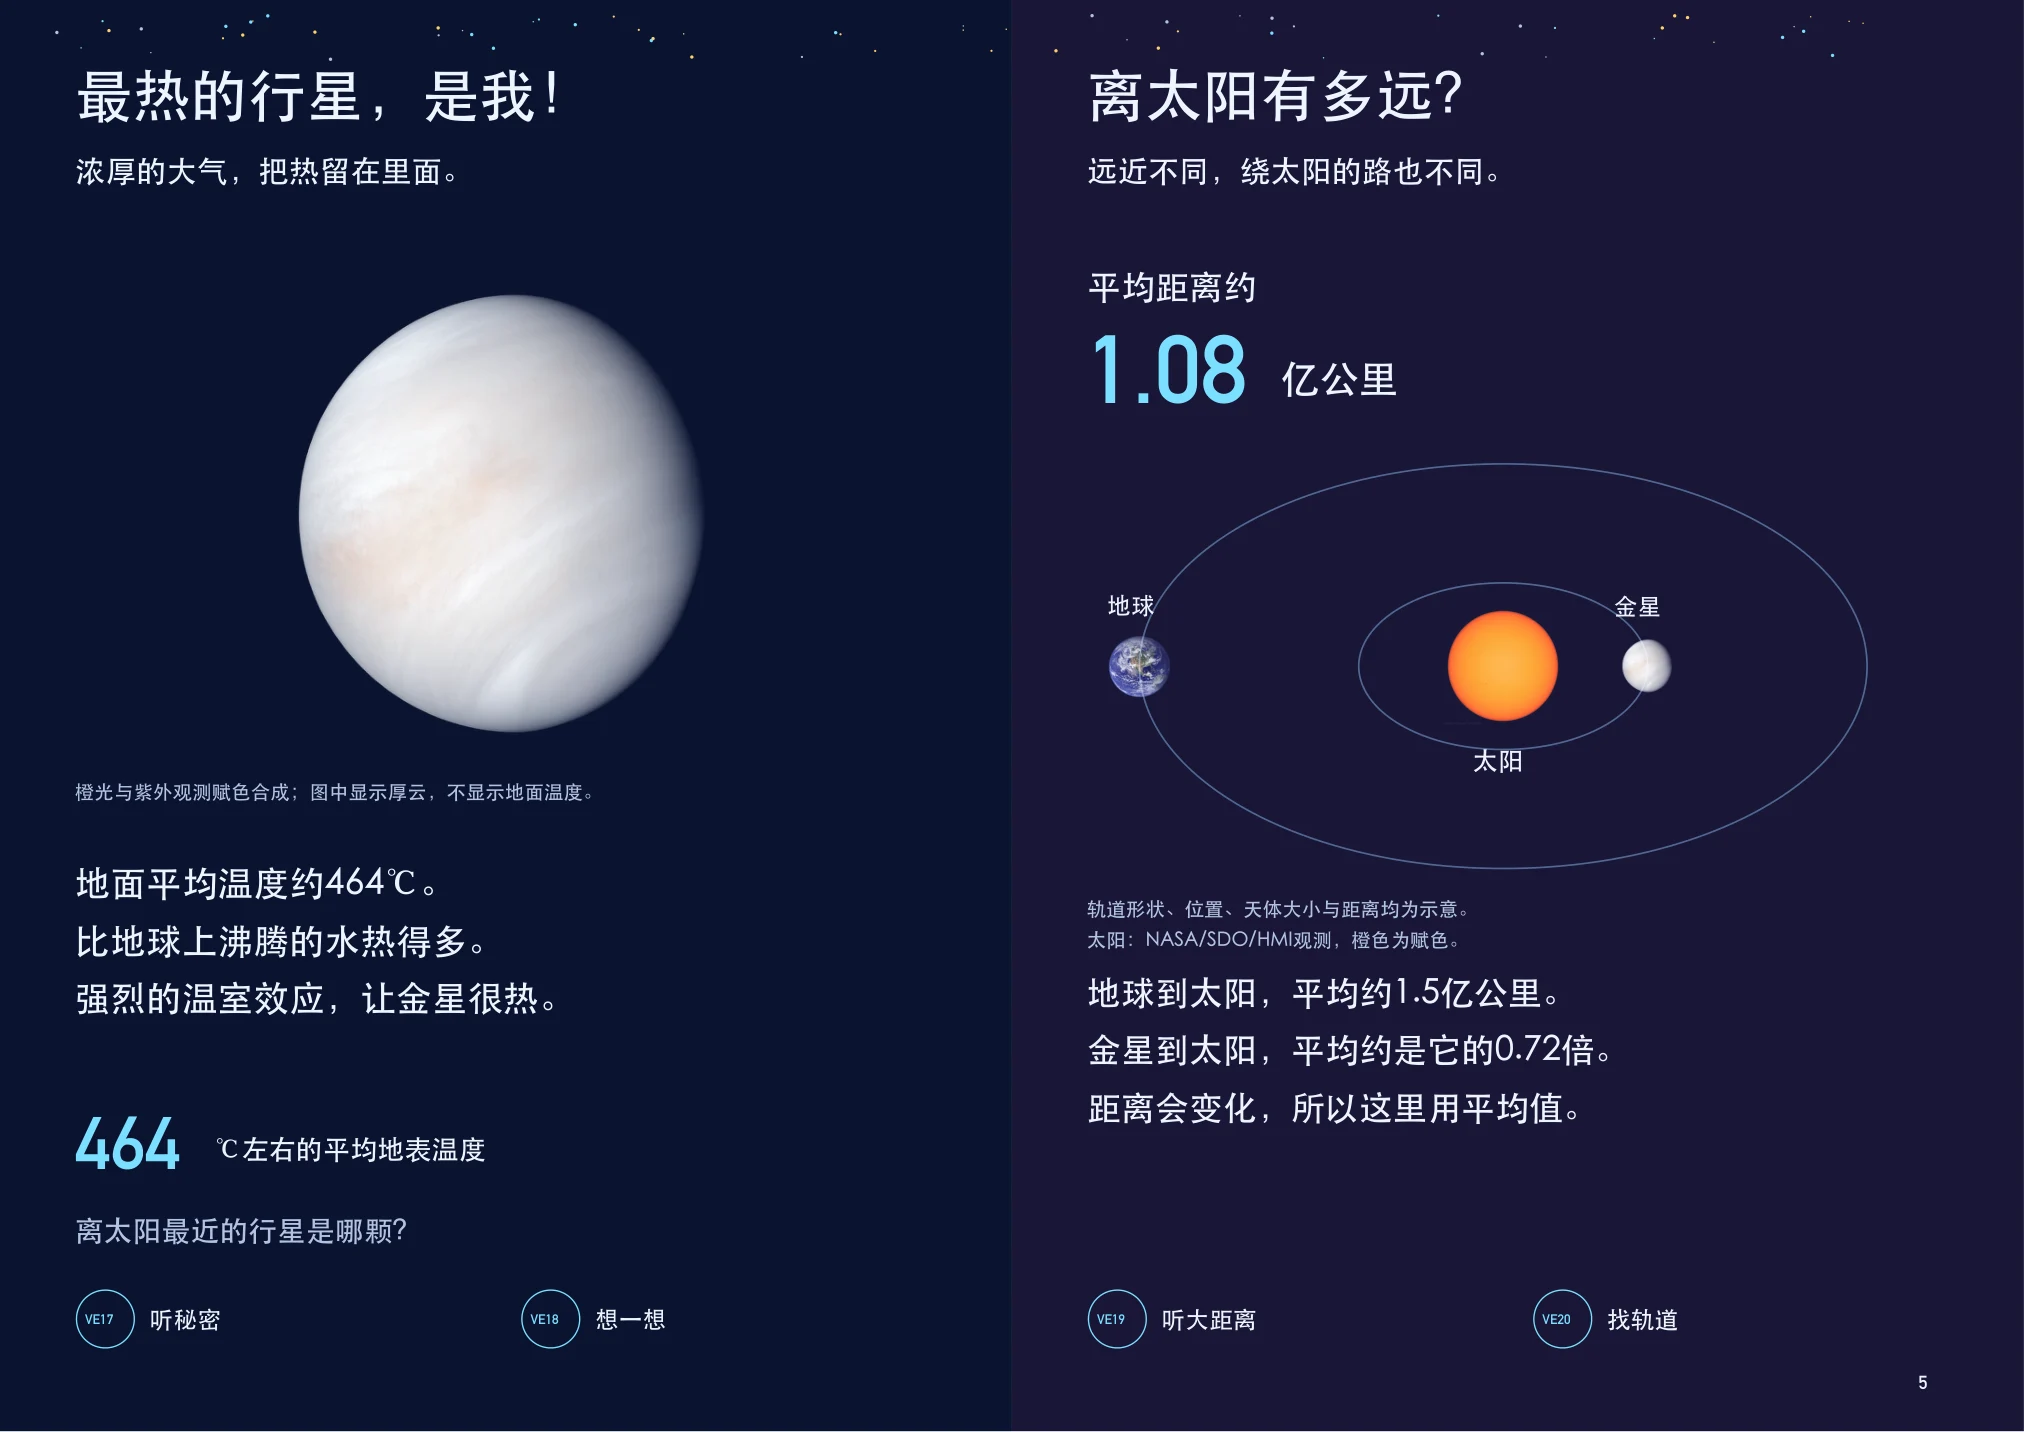 最热的行星，是我！
浓厚的大气，把热留在里面。
橙光与紫外观测赋色合成；图中显示厚云，不显示地面温度。
地面平均温度约464℃。
比地球上沸腾的水热得多。
强烈的温室效应，让金星很热。
464 ℃左右的平均地表温度
离太阳最近的行星是哪颗？
VE17 听秘密
VE18 想一想
离太阳有多远？
远近不同，绕太阳的路也不同。
平均距离约
1.08 亿公里
地球
金星
太阳
轨道形状、位置、天体大小与距离均为示意。
太阳：NASA/SDO/HMI观测，橙色为赋色。
地球到太阳，平均约1.5亿公里。
金星到太阳，平均约是它的0.72倍。
距离会变化，所以这里用平均值。
VE19 听大距离
VE20 找轨道
5